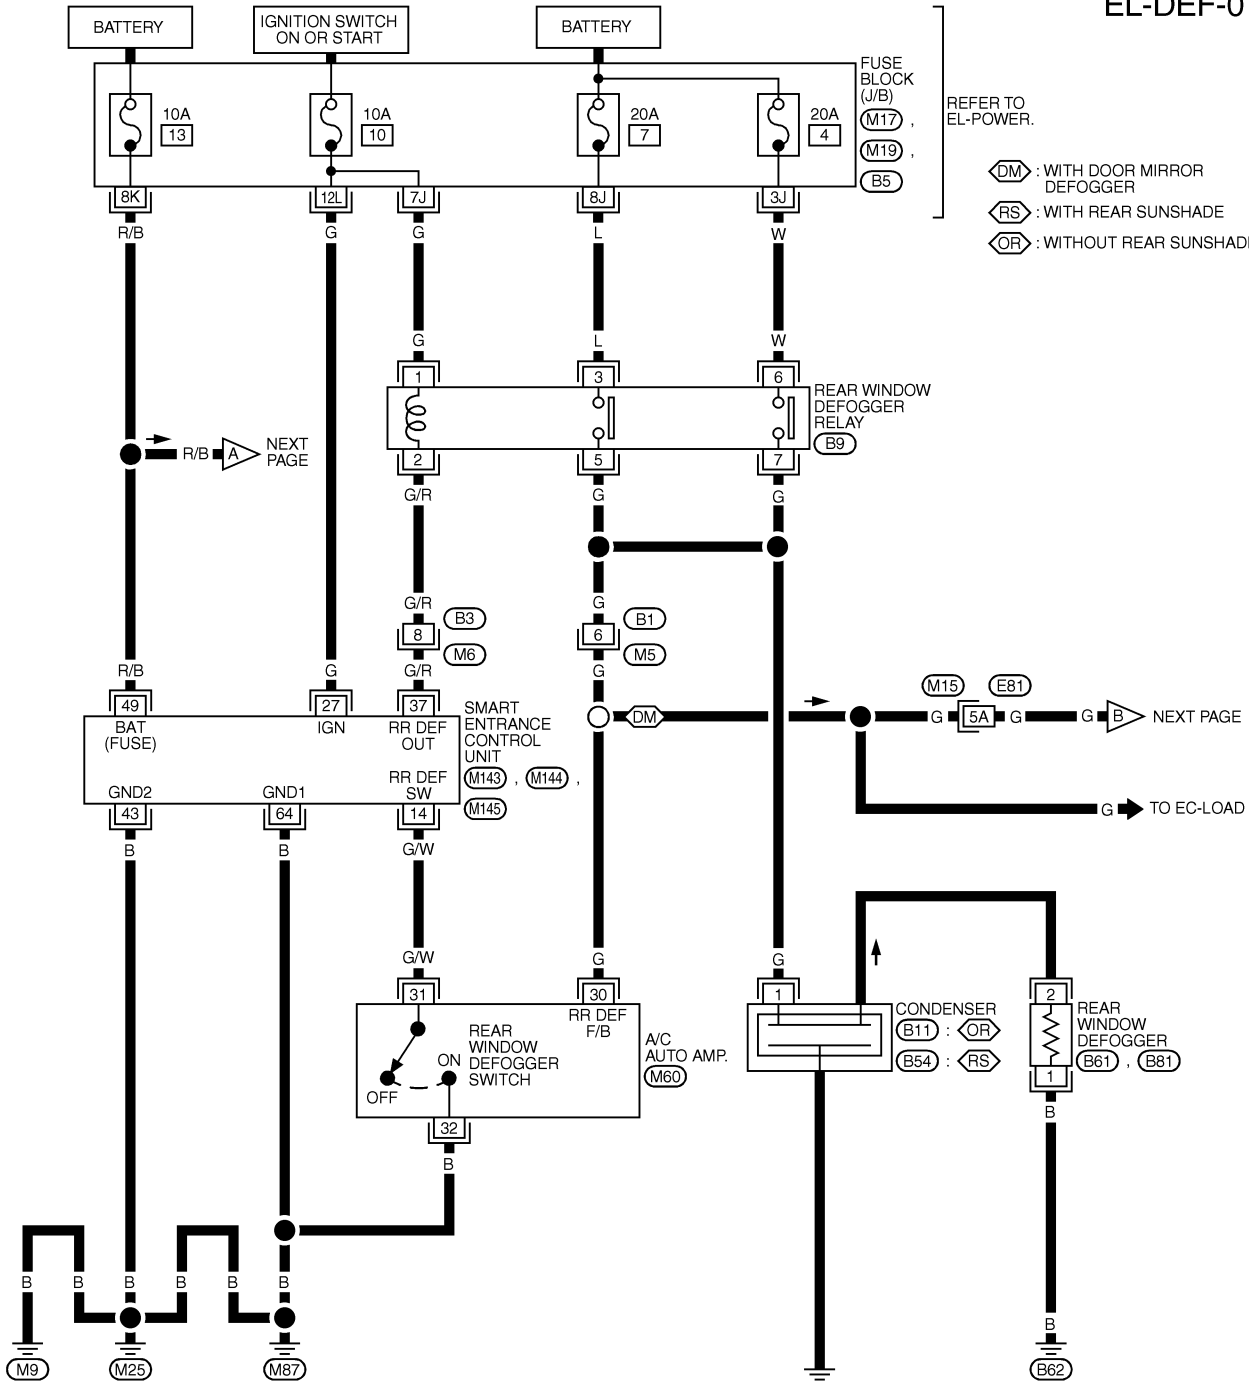 EL-DEF-0
BATTERY
IGNITION SWITCH
ON OR START
BATTERY
10A
13
10A
10
20A
7
20A
4
FUSE
BLOCK
(J/B)
M17 ,
M19 ,
B5
REFER TO
EL-POWER.
DM : WITH DOOR MIRROR
DEFOGGER
RS : WITH REAR SUNSHADE
OR : WITHOUT REAR SUNSHADE
8K
12L
7J
8J
3J
R/B
G
G
L
W
G
L
W
1
3
6
REAR WINDOW
DEFOGGER
RELAY
B9
2
5
7
R/B
A
NEXT
PAGE
G/R
G
G
G/R
G
8
B3
M6
6
B1
M5
R/B
G
G/R
G
49
27
37
BAT
(FUSE)
IGN
RR DEF
OUT
SMART
ENTRANCE
CONTROL
UNIT
M143 , M144 ,
M145
GND2
GND1
RR DEF
SW
43
64
14
DM
M15
E81
G
5A
G
G
B
NEXT PAGE
G
TO EC-LOAD
B
B
G/W
G/W
G
G
31
30
1
2
REAR
WINDOW
DEFOGGER
SWITCH
ON
OFF
RR DEF
F/B
A/C
AUTO AMP.
M60
CONDENSER
B11 : OR
B54 : RS
REAR
WINDOW
DEFOGGER
B61 , B81
1
32
B
B
B
B
B
B
B
B
B
B
M9
M25
M87
B62